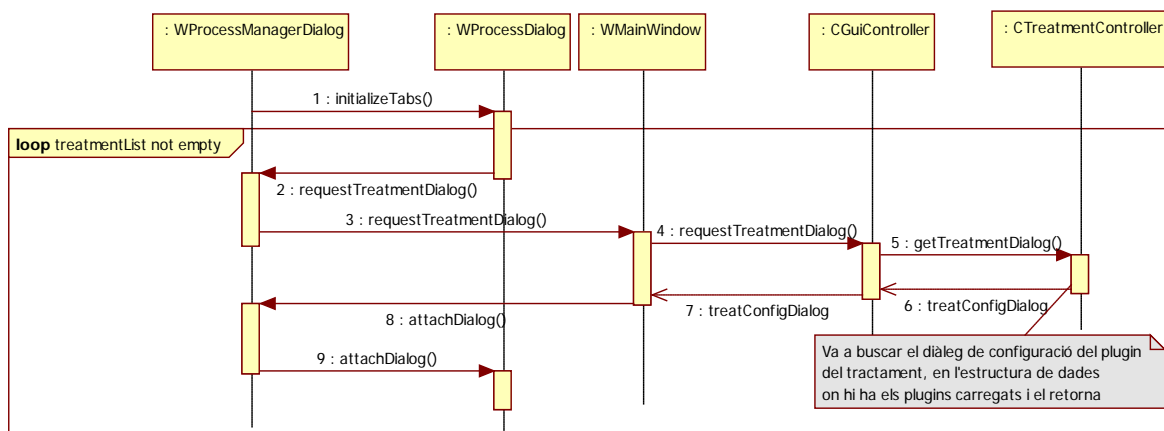 : WProcessManagerDialog
: WProcessDialog
: WMainWindow
: CGuiController
: CTreatmentController
1 : initializeTabs()
loop treatmentList not empty
2 : requestTreatmentDialog()
3 : requestTreatmentDialog()
4 : requestTreatmentDialog()
5 : getTreatmentDialog()
6 : treatConfigDialog
7 : treatConfigDialog
8 : attachDialog()
9 : attachDialog()
Va a buscar el diàleg de configuració del plugin
del tractament, en l'estructura de dades
on hi ha els plugins carregats i el retorna